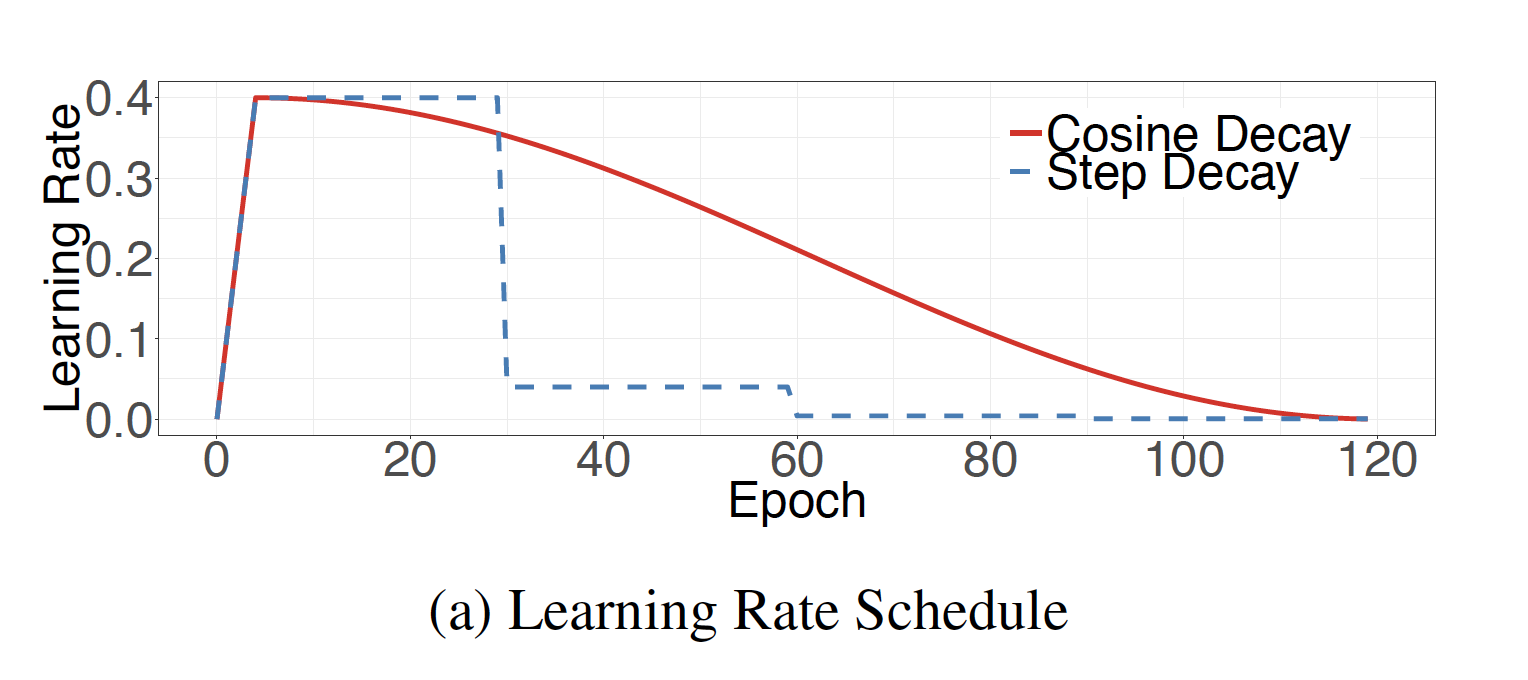 Learning Rate
0.4
0.3
0.2
0.1
0.0
Cosine Decay
Step Decay
0 20 40 60 80 100 120
Epoch
(a) Learning Rate Schedule